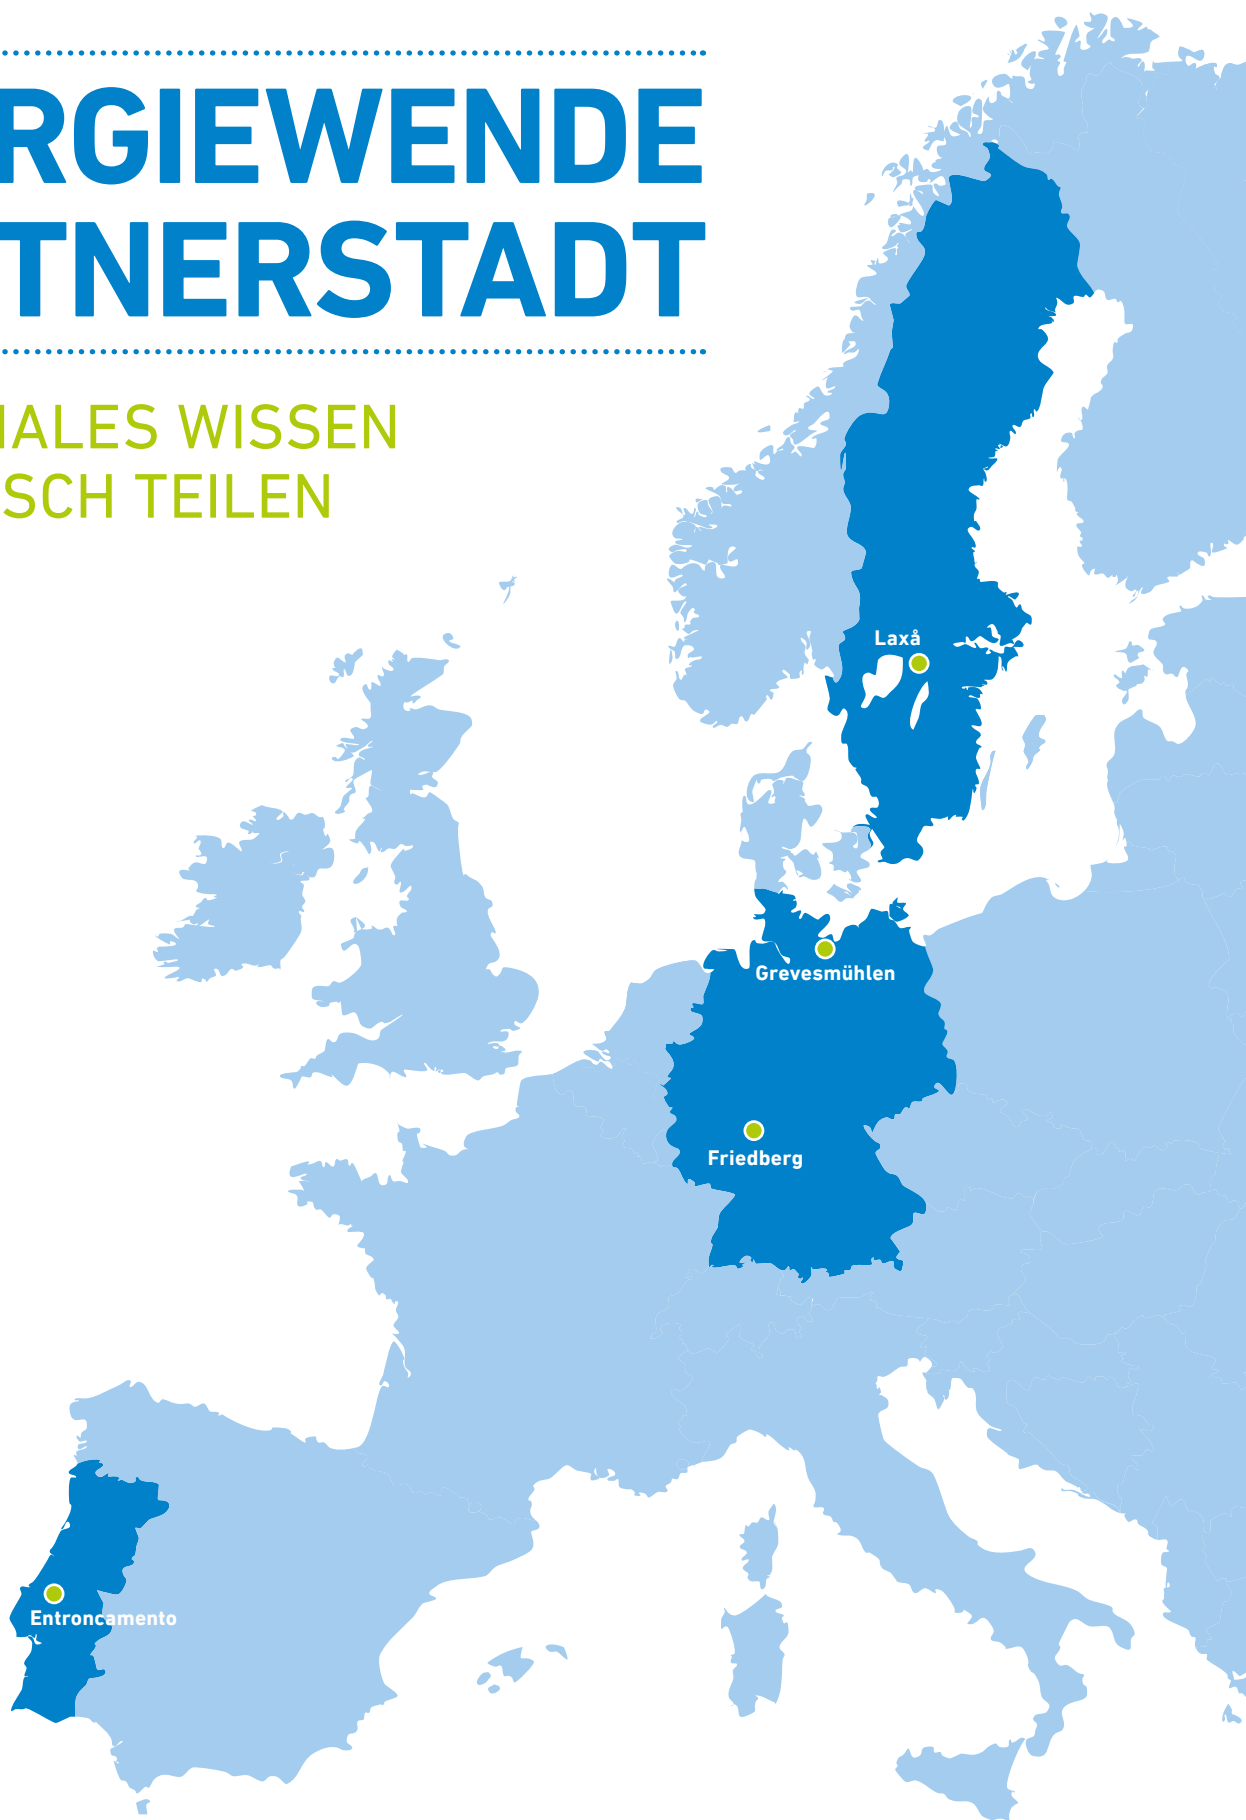 RGIEWENDE
TNERSTADT
IALES WISSEN
SCH TEILEN
Laxå
Grevesmühlen
Friedberg
Entroncamento